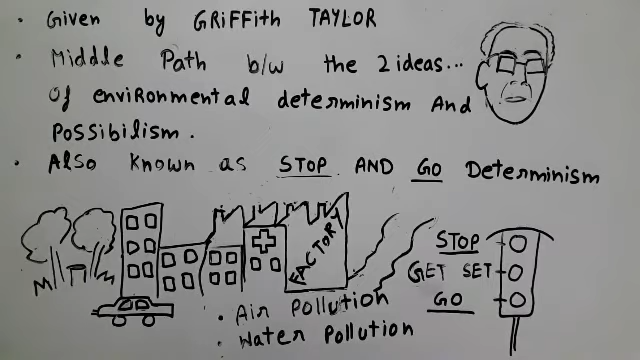 • Given by GRiFFith TAYLOR
• Middle Path b/w the 2 ideas...
Of environmental determinism And
Possibilism.
• Also known as STOP AND GO Determinism
FACTORY
STOP
GET SET
GO
• Air Pollution
• Water Pollution